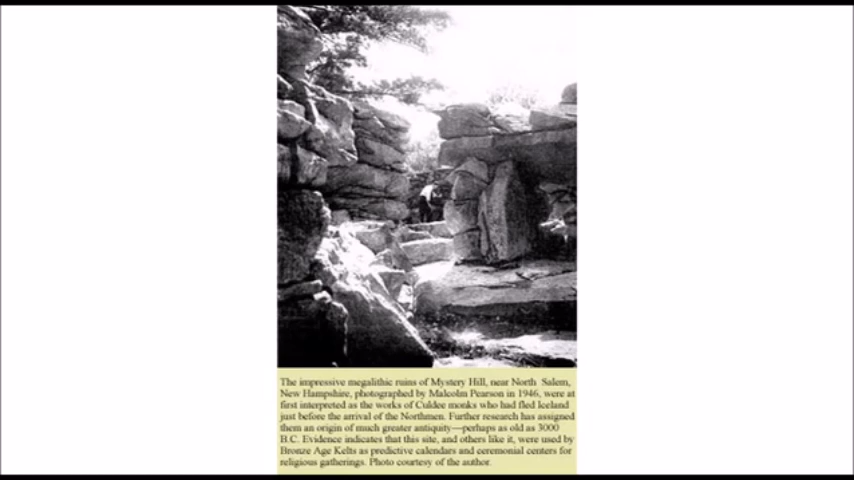 The impressive megalithic ruins of Mystery Hill, near North Salem,
New Hampshire, photographed by Malcolm Pearson in 1946, were at
first interpreted as the works of Culdee monks who had fled Iceland
just before the arrival of the Northmen. Further research has assigned
them an origin of much greater antiquity—perhaps as old as 3000
B.C. Evidence indicates that this site, and others like it, were used by
Bronze Age Kelts as predictive calendars and ceremonial centers for
religious gatherings. Photo courtesy of the author.